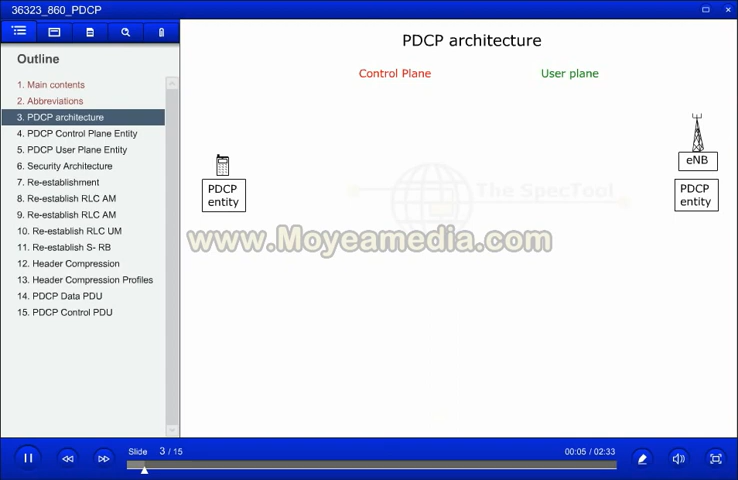 36323_860_PDCP
Outline
1. Main contents
2. Abbreviations
3. PDCP architecture
4. PDCP Control Plane Entity
5. PDCP User Plane Entity
6. Security Architecture
7. Re-establishment
8. Re-establish RLC AM
9. Re-establish RLC AM
10. Re-establish RLC UM
11. Re-establish S- RB
12. Header Compression
13. Header Compression Profiles
14. PDCP Data PDU
15. PDCP Control PDU
PDCP architecture
Control Plane
User plane
eNB
PDCP
entity
PDCP
entity
The SpecTool
www.Moyeamedia.com
Slide 3 / 15
00:05 / 02:33